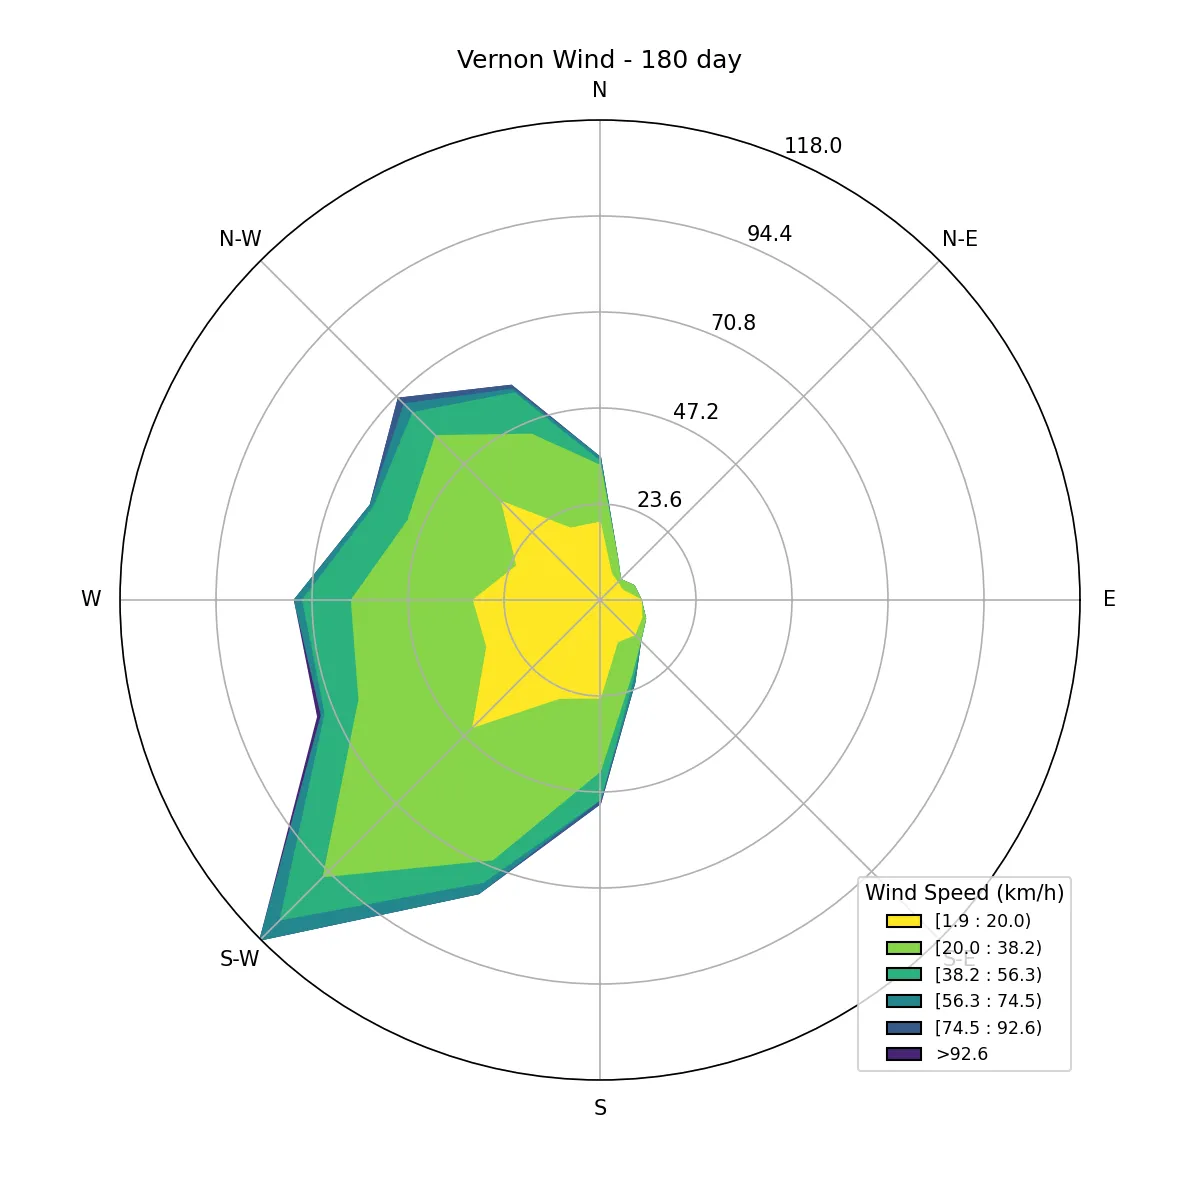 Vernon Wind - 180 day
N
118.0
N-W
94.4
N-E
70.8
47.2
23.6
W
E
Wind Speed (km/h)
[1.9 : 20.0)
[20.0 : 38.2)
S-W
S-E
[38.2 : 56.3)
[56.3 : 74.5)
[74.5 : 92.6)
>92.6
S